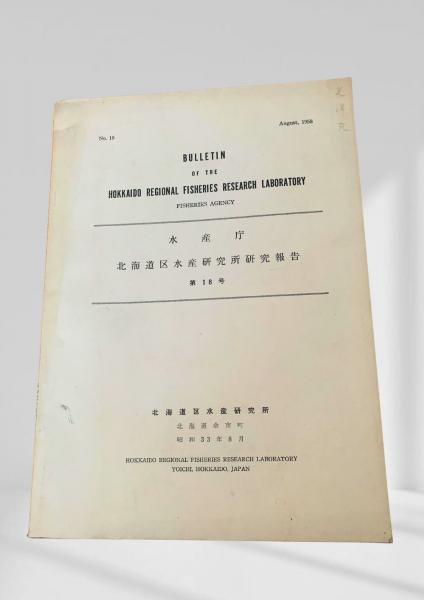 No. 18
August, 1958
BULLETIN
OF THE
HOKKAIDO REGIONAL FISHERIES RESEARCH LABORATORY
FISHERIES AGENCY
水産庁
北海道区水産研究所研究報告
第18号
北海道区水産研究所
北海道余市町
昭和33年8月
HOKKAIDO REGIONAL FISHERIES RESEARCH LABORATORY
YOICHI, HOKKAIDO, JAPAN